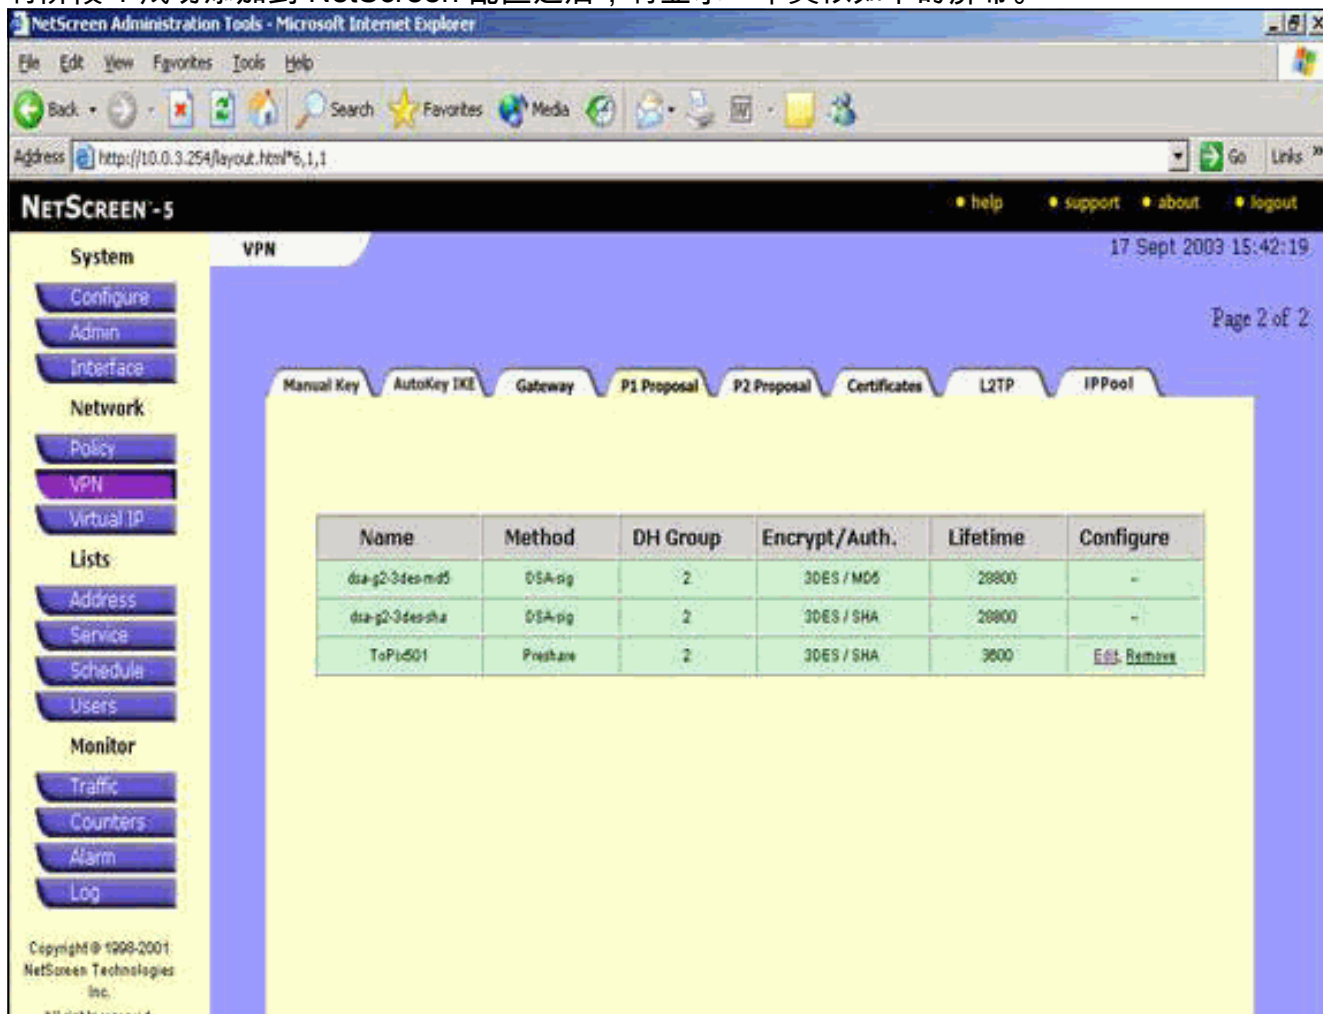 NetScreen Administration Tools - Microsoft Internet Explorer
File Edit View Favorites Tools Help
Back Search Favorites Media
Address http://10.0.3.254/layout.html*6,1,1 Go Links »
NETSCREEN-5 help support about logout
VPN 17 Sept 2003 15:42:19
Page 2 of 2
System
Configure
Admin
Interface
Network
Policy
VPN
Virtual IP
Lists
Address
Service
Schedule
Users
Monitor
Traffic
Counters
Alarm
Log
Copyright © 1998-2001
NetScreen Technologies
Inc.
Manual Key AutoKey IKE Gateway P1 Proposal P2 Proposal Certificates L2TP IPPool
Name Method DH Group Encrypt/Auth. Lifetime Configure
dsa-g2-3des-md5 DSA-sig 2 3DES / MD5 28800 -
dsa-g2-3des-sha DSA-sig 2 3DES / SHA 28800 -
ToPix501 Preshare 2 3DES / SHA 3600 Edit, Remove